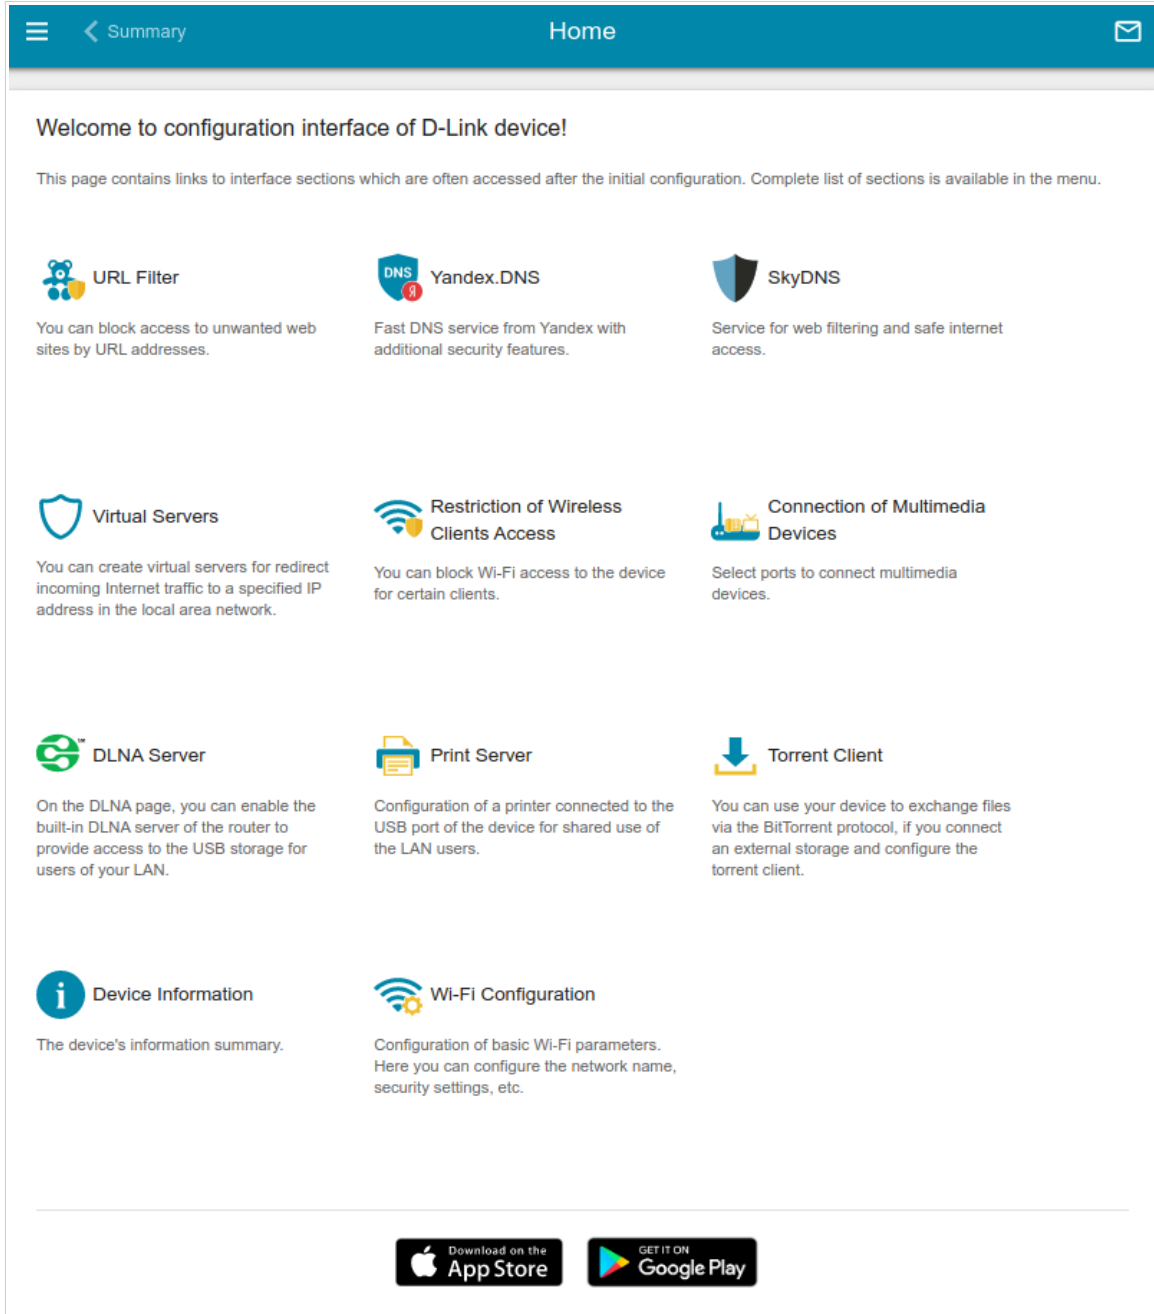 Summary
Home
Welcome to configuration interface of D-Link device!
This page contains links to interface sections which are often accessed after the initial configuration. Complete list of sections is available in the menu.
URL Filter
You can block access to unwanted web
sites by URL addresses.
DNS
Я
Yandex.DNS
Fast DNS service from Yandex with
additional security features.
SkyDNS
Service for web filtering and safe internet
access.
Virtual Servers
You can create virtual servers for redirect
incoming Internet traffic to a specified IP
address in the local area network.
Restriction of Wireless
Clients Access
You can block Wi-Fi access to the device
for certain clients.
Connection of Multimedia
Devices
Select ports to connect multimedia
devices.
DLNA Server
On the DLNA page, you can enable the
built-in DLNA server of the router to
provide access to the USB storage for
users of your LAN.
Print Server
Configuration of a printer connected to the
USB port of the device for shared use of
the LAN users.
Torrent Client
You can use your device to exchange files
via the BitTorrent protocol, if you connect
an external storage and configure the
torrent client.
i
Device Information
The device's information summary.
Wi-Fi Configuration
Configuration of basic Wi-Fi parameters.
Here you can configure the network name,
security settings, etc.
Download on the
App Store
GET IT ON
Google Play